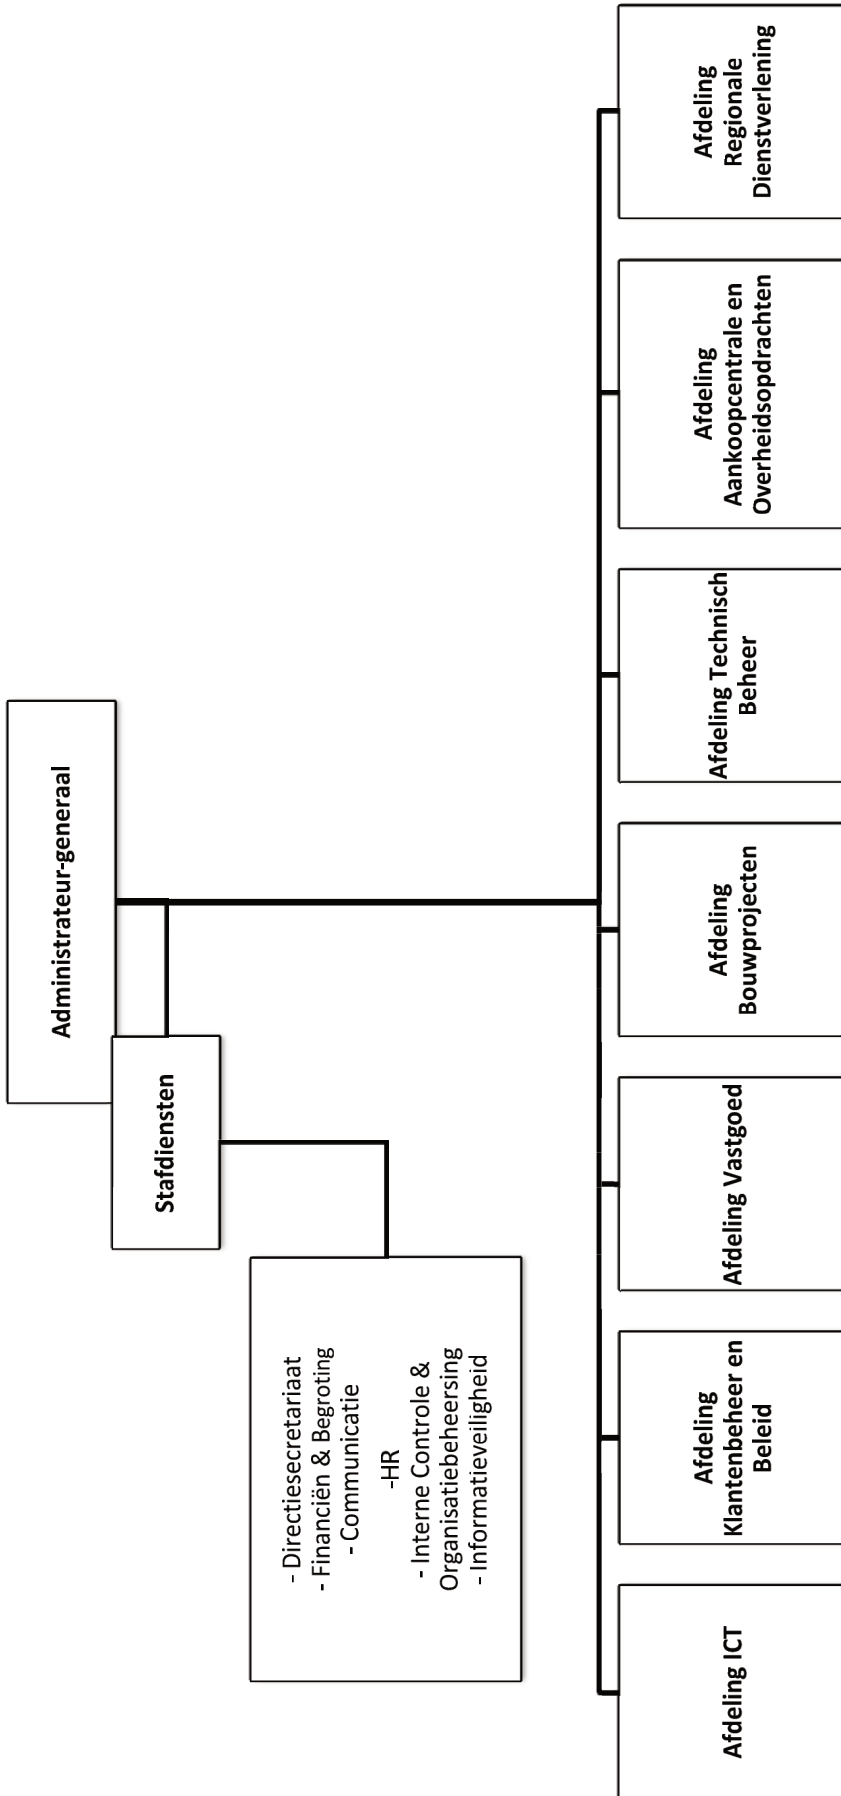 Administrateur-generaal
Stafdiensten
- Directiesecretariaat
- Financiën & Begroting
- Communicatie
-HR
- Interne Controle &
Organisatiebeheersing
- Informatieveiligheid
Afdeling ICT
Afdeling
Klantenbeheer en
Beleid
Afdeling Vastgoed
Afdeling
Bouwprojecten
Afdeling Technisch
Beheer
Afdeling
Aankoopcentrale en
Overheidsopdrachten
Afdeling
Regionale
Dienstverlening